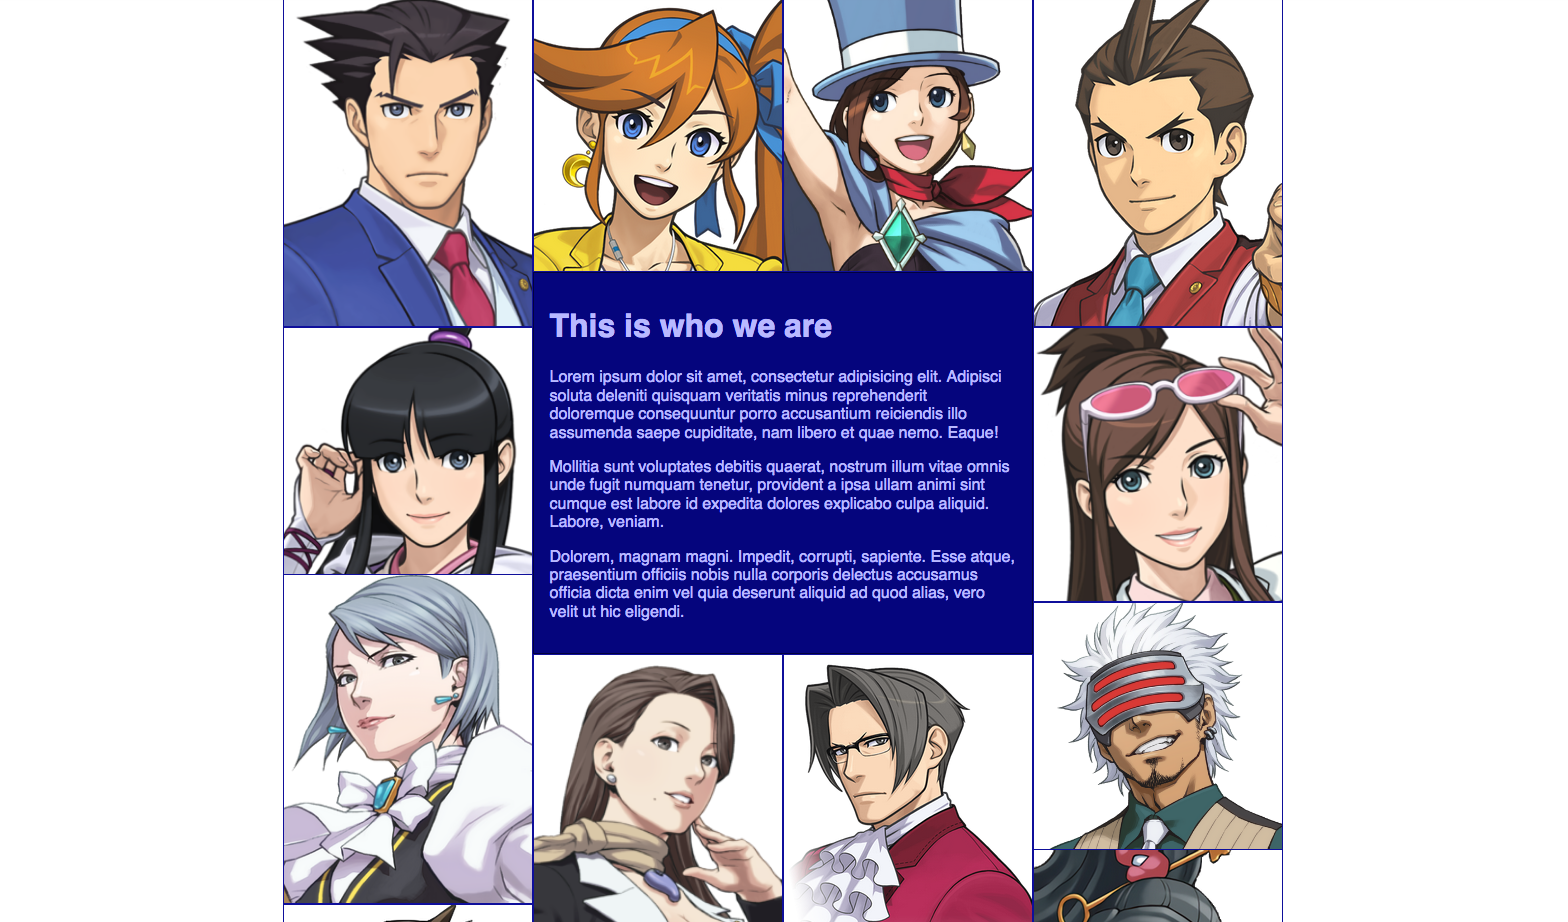 This is who we are
Lorem ipsum dolor sit amet, consectetur adipisicing elit. Adipisci
soluta deleniti quisquam veritatis minus reprehenderit
doloremque consequuntur porro accusantium reiciendis illo
assumenda saepe cupiditate, nam libero et quae nemo. Eaque!
Mollitia sunt voluptates debitis quaerat, nostrum illum vitae omnis
unde fugit numquam tenetur, provident a ipsa ullam animi sint
cumque est labore id expedita dolores explicabo culpa aliquid.
Labore, veniam.
Dolorem, magnam magni. Impedit, corrupti, sapiente. Esse atque,
praesentium officiis nobis nulla corporis delectus accusamus
officia dicta enim vel quia deserunt aliquid ad quod alias, vero
velit ut hic eligendi.